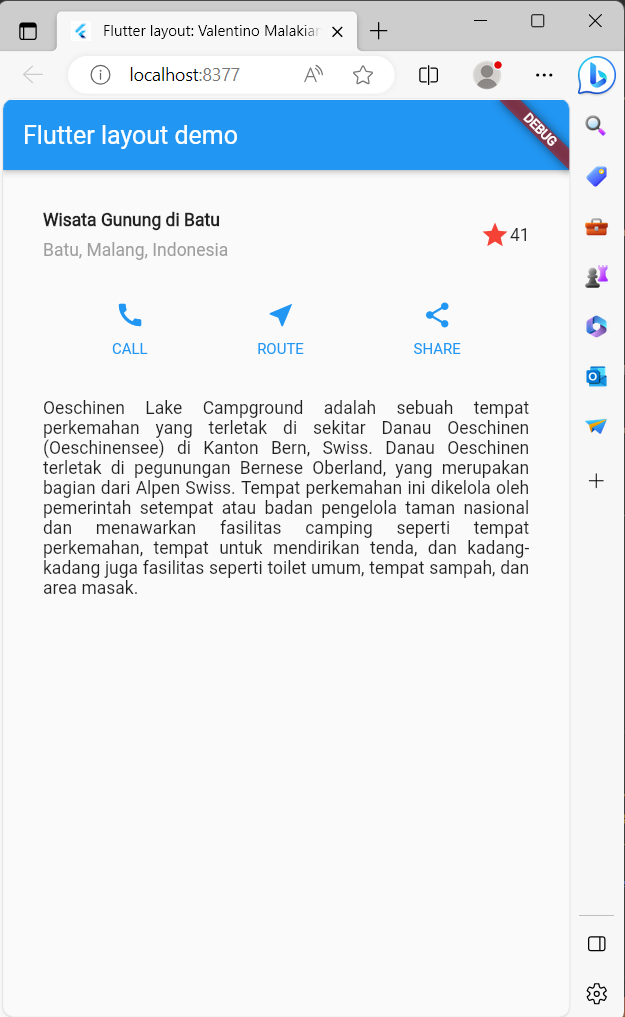 Flutter layout: Valentino Malakiar
localhost:8377
Flutter layout demo
DEBUG
Wisata Gunung di Batu
Batu, Malang, Indonesia
41
CALL
ROUTE
SHARE
Oeschinen Lake Campground adalah sebuah tempat
perkemahan yang terletak di sekitar Danau Oeschinen
(Oeschinensee) di Kanton Bern, Swiss. Danau Oeschinen
terletak di pegunungan Bernese Oberland, yang merupakan
bagian dari Alpen Swiss. Tempat perkemahan ini dikelola oleh
pemerintah setempat atau badan pengelola taman nasional
dan menawarkan fasilitas camping seperti tempat
perkemahan, tempat untuk mendirikan tenda, dan kadang-
kadang juga fasilitas seperti toilet umum, tempat sampah, dan
area masak.